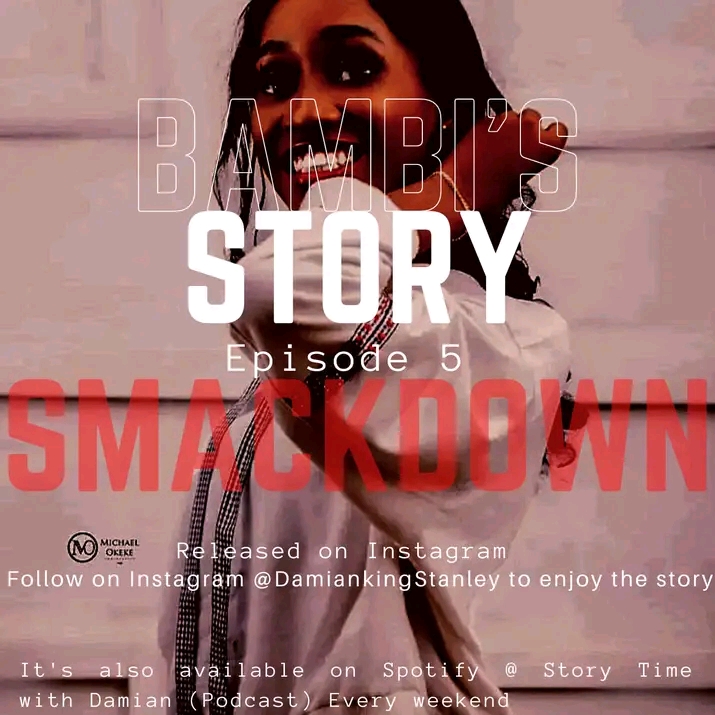 BAMBI'S
STORY
Episode 5
SMACKDOWN
MO MICHAEL
OKEKE
Released on Instagram
Follow on Instagram @DamiankingStanley to enjoy the story
It's also available on Spotify @ Story Time
with Damian (Podcast) Every weekend